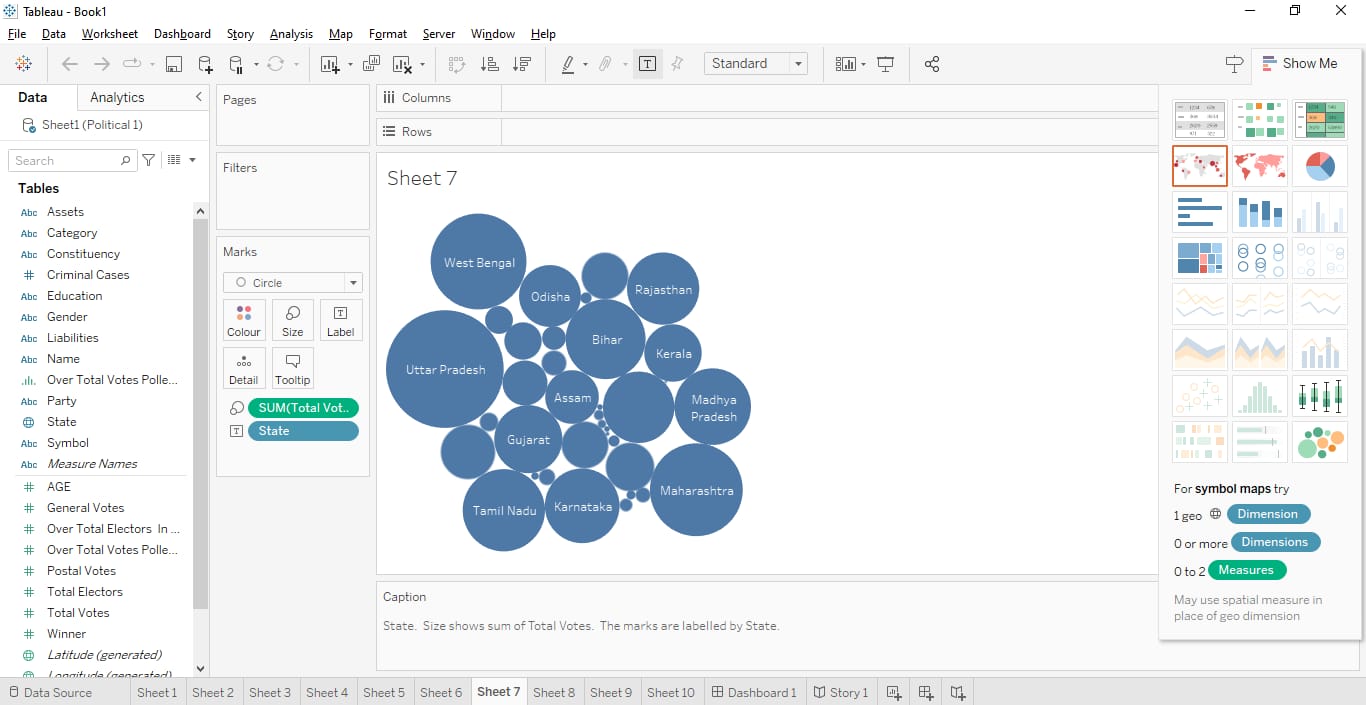 Tableau - Book1
File Data Worksheet Dashboard Story Analysis Map Format Server Window Help
Standard
Show Me
Data Analytics
Sheet1 (Political 1)
Search
Tables
Abc Assets
Abc Category
Abc Constituency
# Criminal Cases
Abc Education
Abc Gender
Abc Liabilities
Abc Name
Over Total Votes Polle...
Abc Party
State
Abc Symbol
Abc Measure Names
# AGE
# General Votes
# Over Total Electors In ...
# Over Total Votes Polle...
# Postal Votes
# Total Electors
# Total Votes
# Winner
Latitude (generated)
Longitude (generated)
Pages
Filters
Marks
Circle
Colour Size Label
Detail Tooltip
SUM(Total Vot..
State
Columns
Rows
Sheet 7
West Bengal
Odisha
Rajasthan
Bihar
Kerala
Uttar Pradesh
Assam
Madhya
Pradesh
Gujarat
Maharashtra
Tamil Nadu
Karnataka
Caption
State. Size shows sum of Total Votes. The marks are labelled by State.
For symbol maps try
1 geo Dimension
0 or more Dimensions
0 to 2 Measures
May use spatial measure in
place of geo dimension
Data Source Sheet 1 Sheet 2 Sheet 3 Sheet 4 Sheet 5 Sheet 6 Sheet 7 Sheet 8 Sheet 9 Sheet 10 Dashboard 1 Story 1